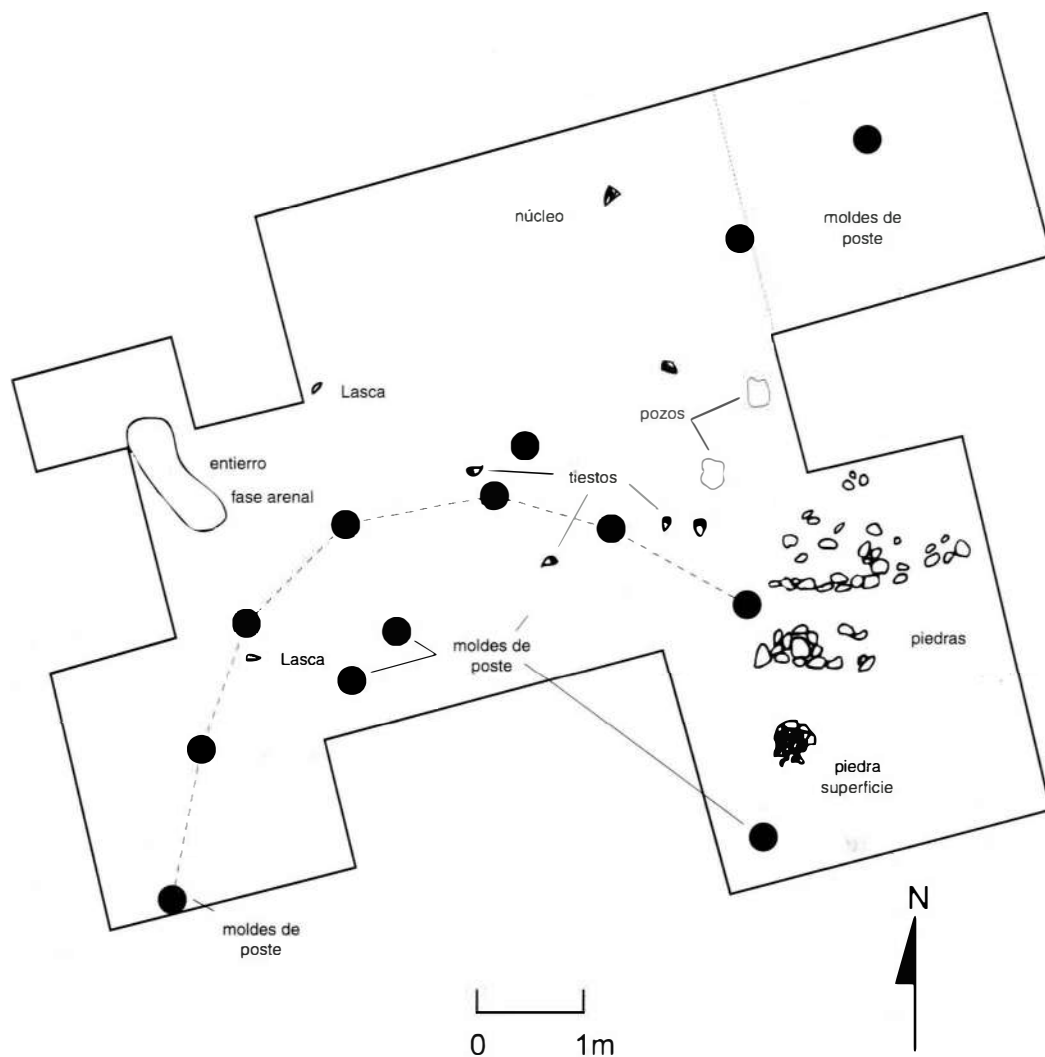 núcleo
moldes de
poste
Lasca
pozos
entierro
fase arenal
tiestos
moldes de
poste
piedras
Lasca
piedra
superficie
moldes de
poste
N
0 1m